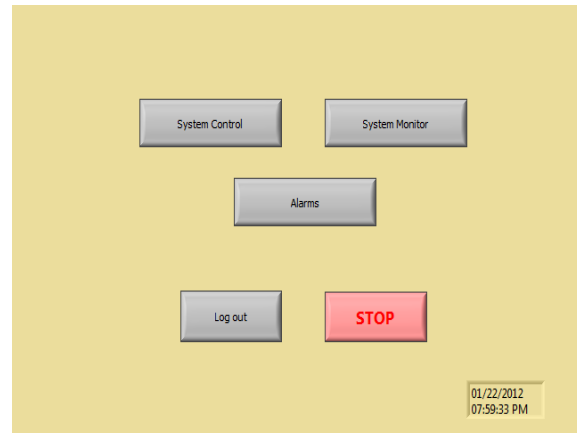 System Control
System Monitor
Alarms
Log out
STOP
01/22/2012
07:59:33 PM